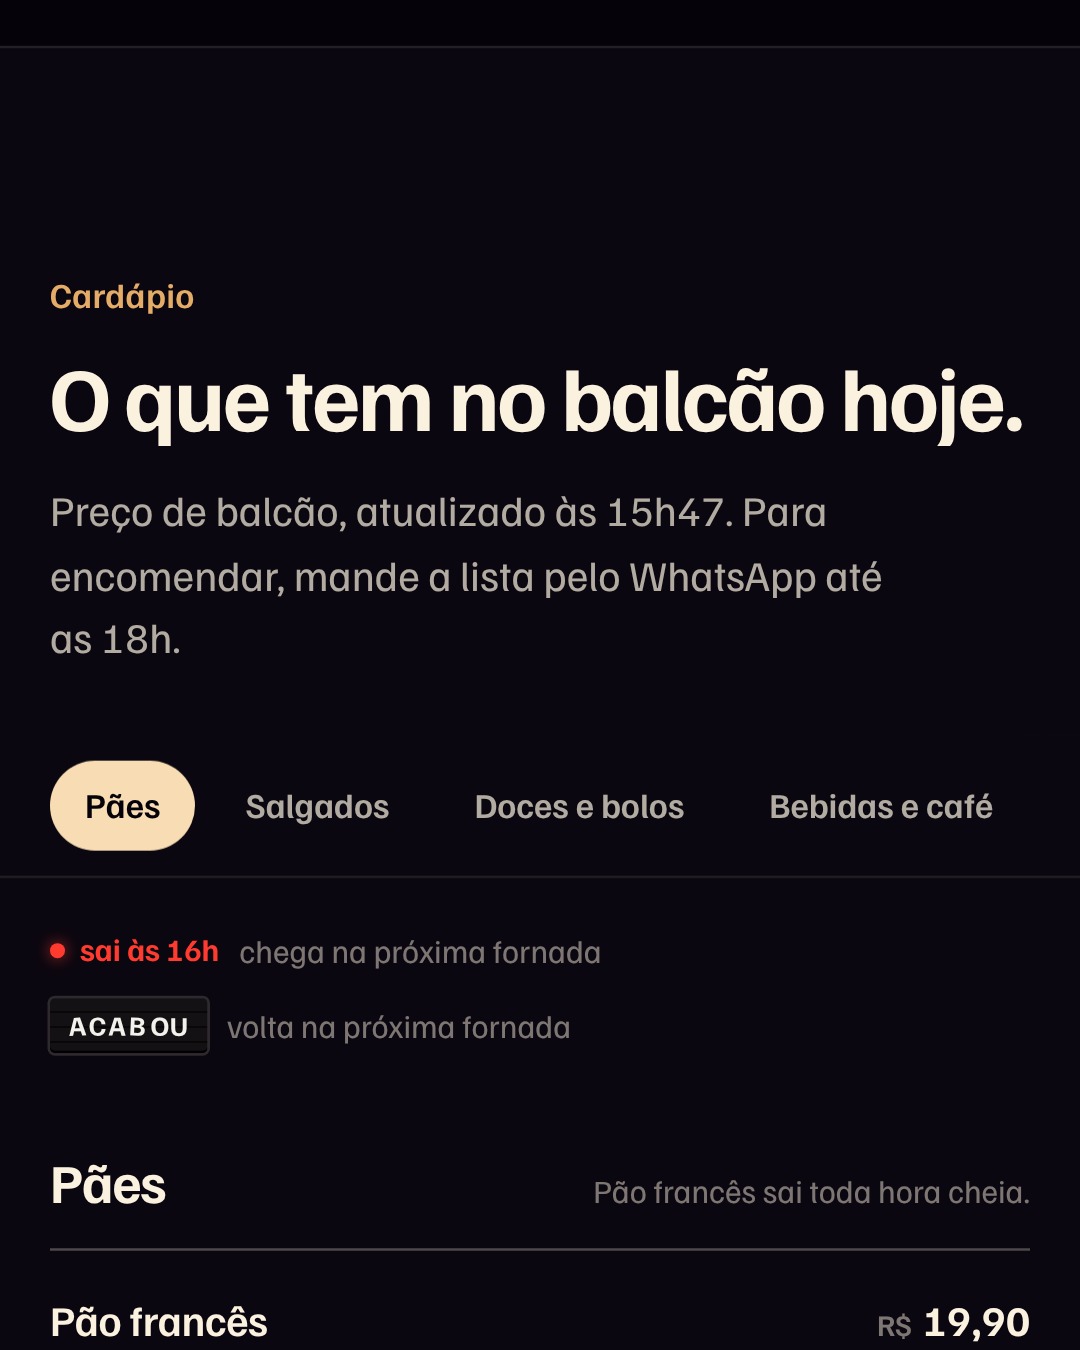 Cardápio
O que tem no balcão hoje.
Preço de balcão, atualizado às 15h47. Para
encomendar, mande a lista pelo WhatsApp até
as 18h.
Pães Salgados Doces e bolos Bebidas e café
sai às 16h chega na próxima fornada
ACABOU volta na próxima fornada
Pães Pão francês sai toda hora cheia.
Pão francês R$ 19,90